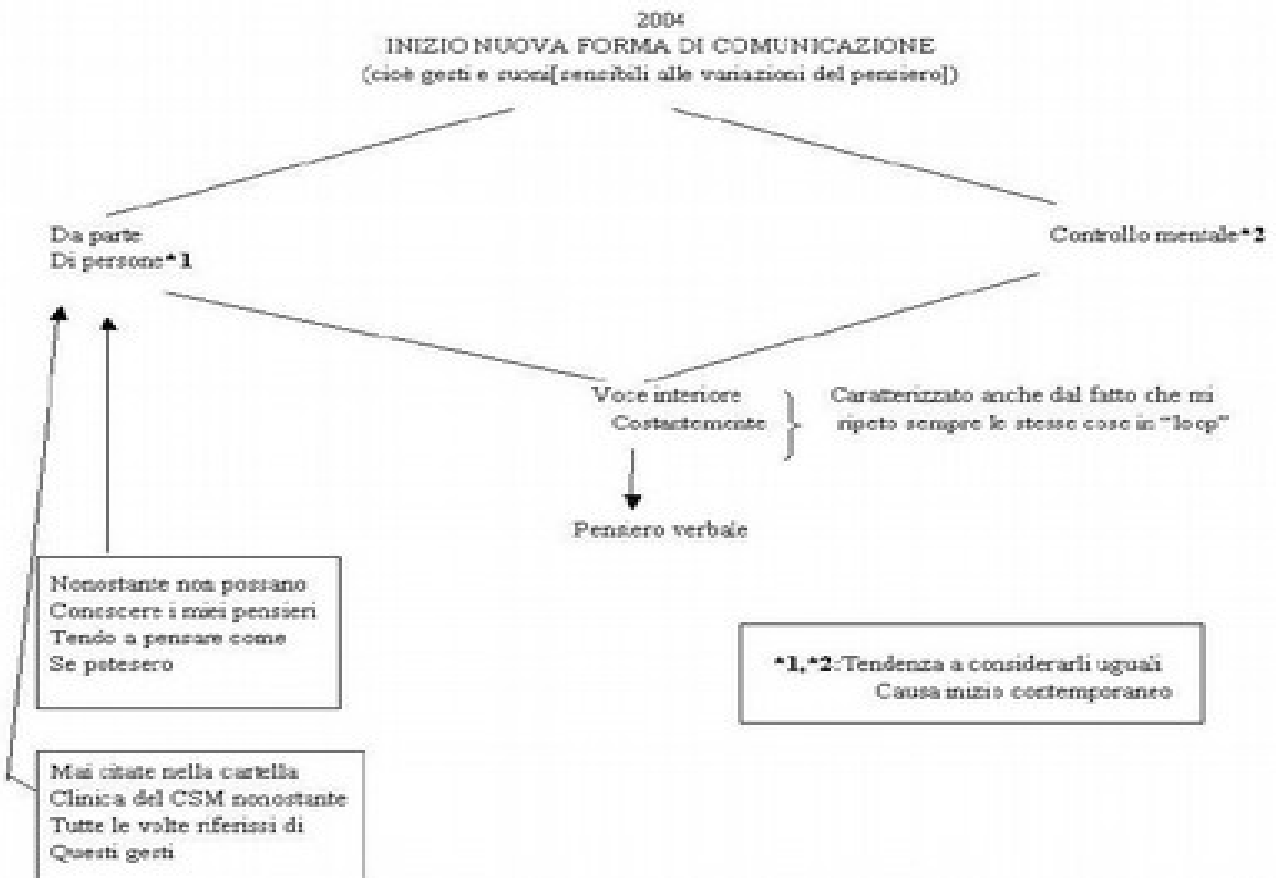 2004
INIZIO NUOVA FORMA DI COMUNICAZIONE
(cioè gesti e suoni[sensibili alle variazioni del pensiero])
Da parte
Di persone*1
Controllo mentale*2
Voce interiore
Costantemente
Caratterizzato anche dal fatto che mi
ripeto sempre le stesse cose in "loop"
Pensiero verbale
Nonostante non possano
Conoscere i miei pensieri
Tendo a pensare come
Se potesero
*1,*2:Tendenza a considerarli uguali
Causa inizio contemporaneo
Mai citate nella cartella
Clinica del CSM nonostante
Tutte le volte riferissi di
Questi gesti